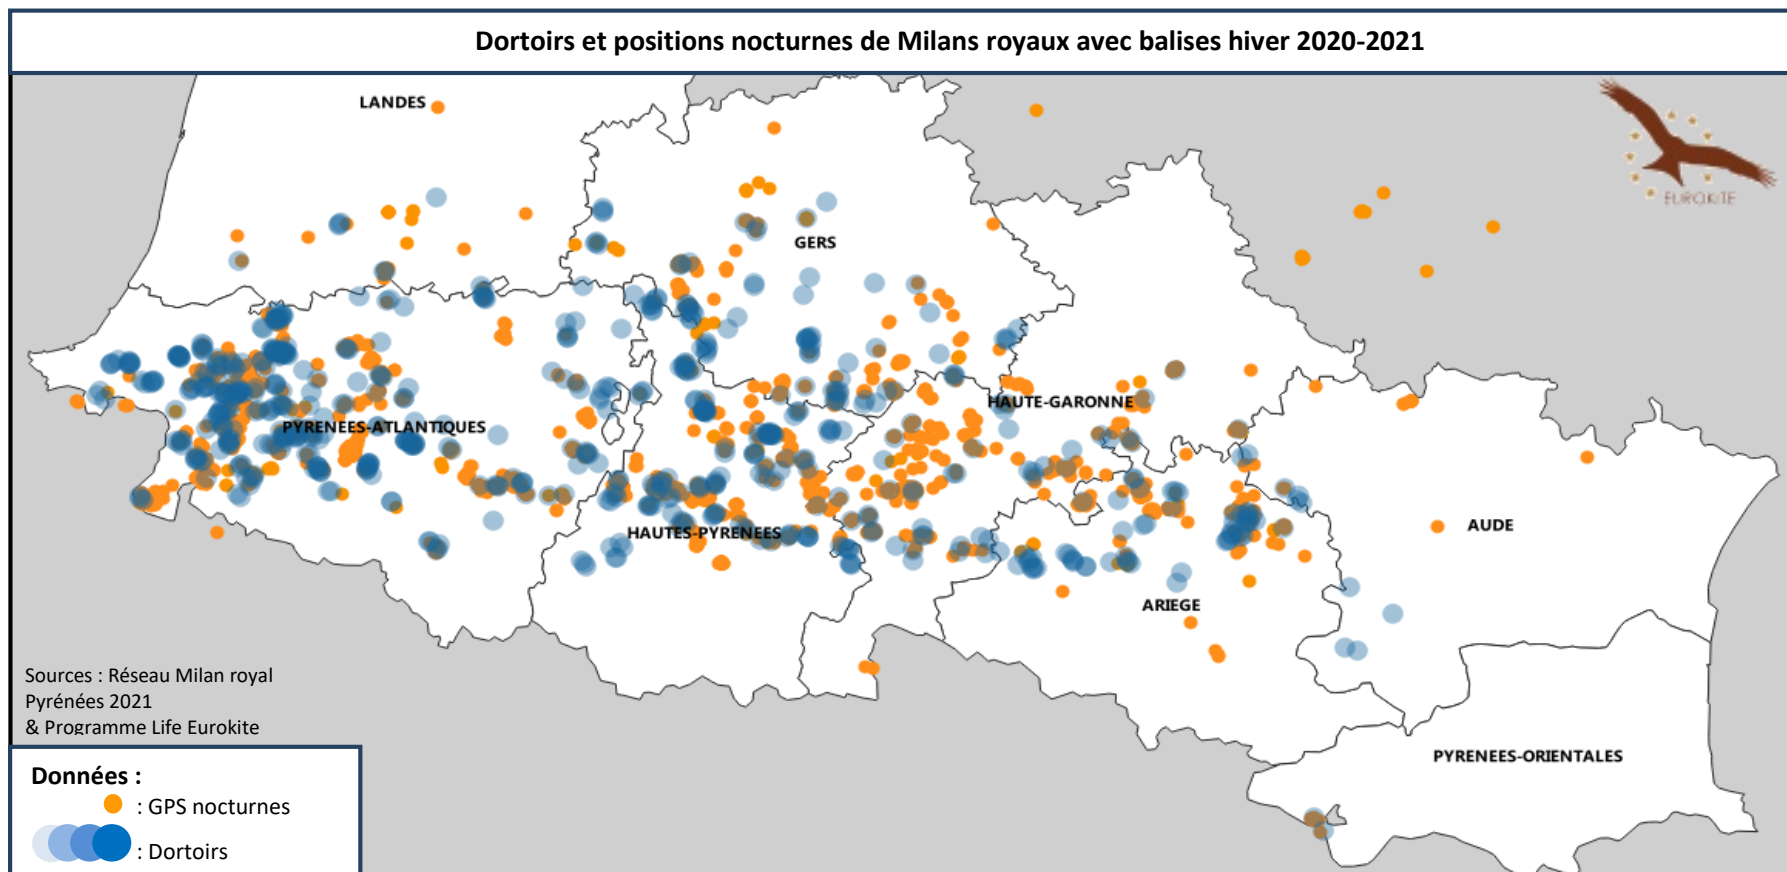 Dortoirs et positions nocturnes de Milans royaux avec balises hiver 2020-2021
LANDES
EUROKITE
GERS
HAUTE-GARONNE
PYRENEES-ATLANTIQUES
AUDE
HAUTES-PYRENEES
ARIEGE
Sources : Réseau Milan royal
Pyrénées 2021
& Programme Life Eurokite
PYRENEES-ORIENTALES
Données :
: GPS nocturnes
: Dortoirs